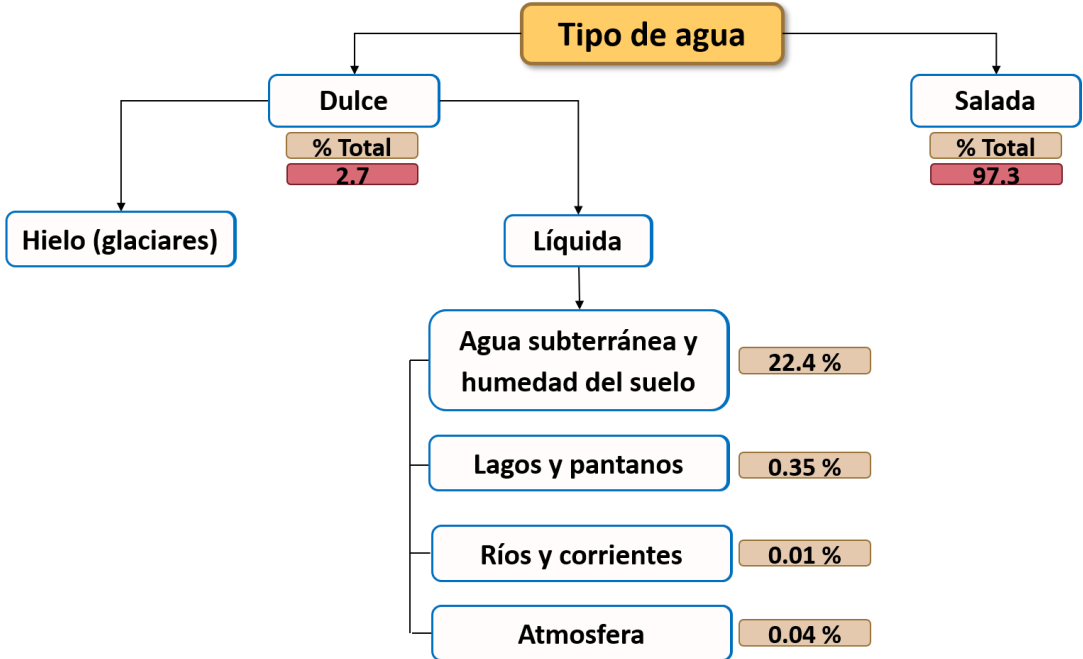 Tipo de agua
Dulce
% Total
2.7
Salada
% Total
97.3
Hielo (glaciares)
Líquida
Agua subterránea y
humedad del suelo
22.4 %
Lagos y pantanos
0.35 %
Ríos y corrientes
0.01 %
Atmosfera
0.04 %